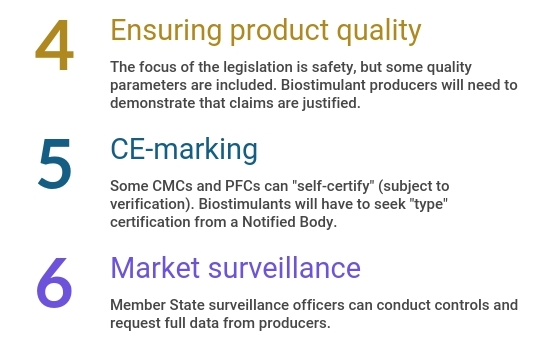 4
Ensuring product quality
The focus of the legislation is safety, but some quality
parameters are included. Biostimulant producers will need to
demonstrate that claims are justified.
5
CE-marking
Some CMCs and PFCs can "self-certify" (subject to
verification). Biostimulants will have to seek "type"
certification from a Notified Body.
6
Market surveillance
Member State surveillance officers can conduct controls and
request full data from producers.